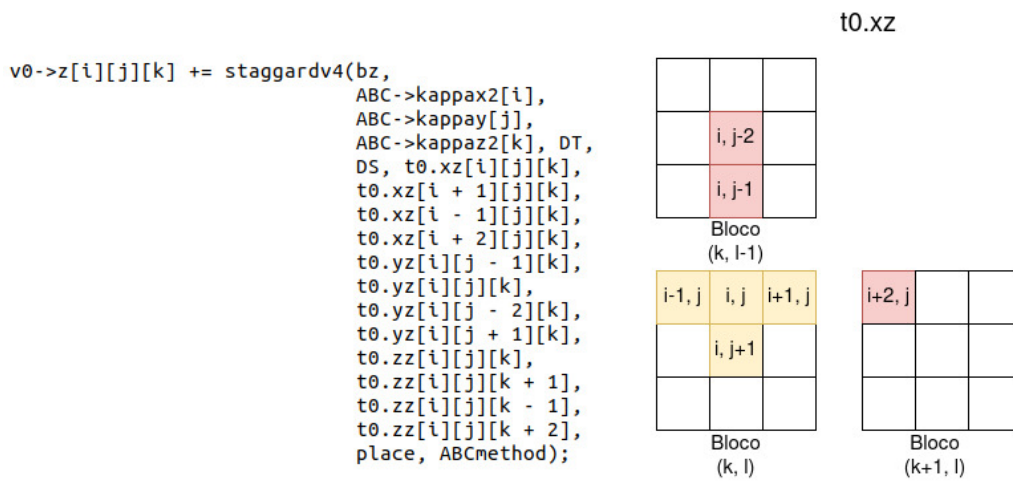 t0.xz
v0->z[i][j][k] += staggardv4(bz,
ABC->kappax2[i],
ABC->kappay[j],
ABC->kappaz2[k], DT,
DS, t0.xz[i][j][k],
t0.xz[i + 1][j][k],
t0.xz[i - 1][j][k],
t0.xz[i + 2][j][k],
t0.yz[i][j - 1][k],
t0.yz[i][j][k],
t0.yz[i][j - 2][k],
t0.yz[i][j + 1][k],
t0.zz[i][j][k],
t0.zz[i][j][k + 1],
t0.zz[i][j][k - 1],
t0.zz[i][j][k + 2],
place, ABCmethod);
i, j-2
i, j-1
Bloco
(k, l-1)
i-1, j i, j i+1, j
i, j+1
Bloco
(k, l)
i+2, j
Bloco
(k+1, l)